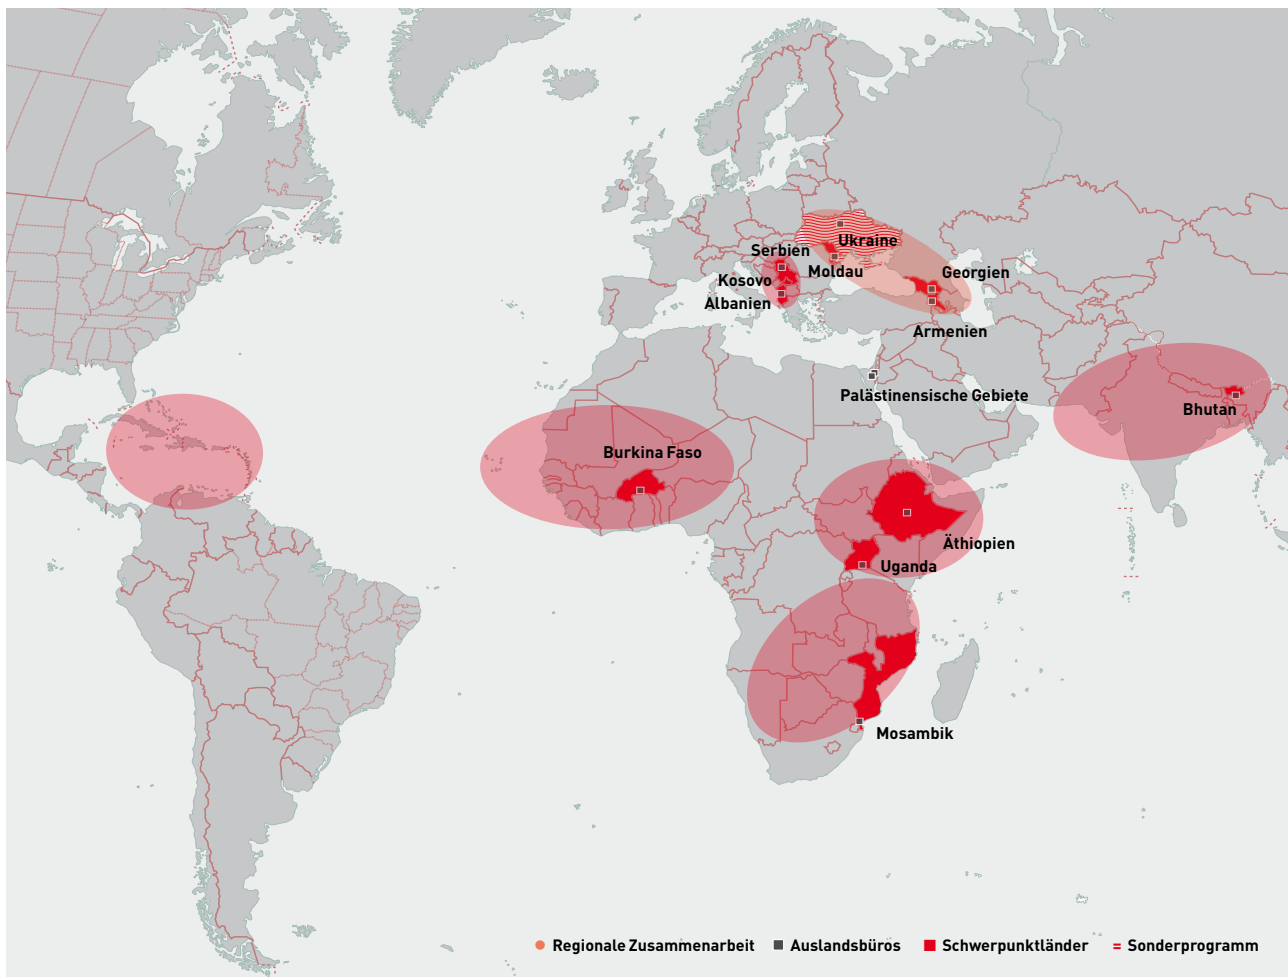 Ukraine
Serbien
Moldau
Georgien
Kosovo
Albanien
Armenien
Palästinensische Gebiete
Bhutan
Burkina Faso
Äthiopien
Uganda
Mosambik
Regionale Zusammenarbeit
Auslandsbüros
Schwerpunktländer
Sonderprogramm